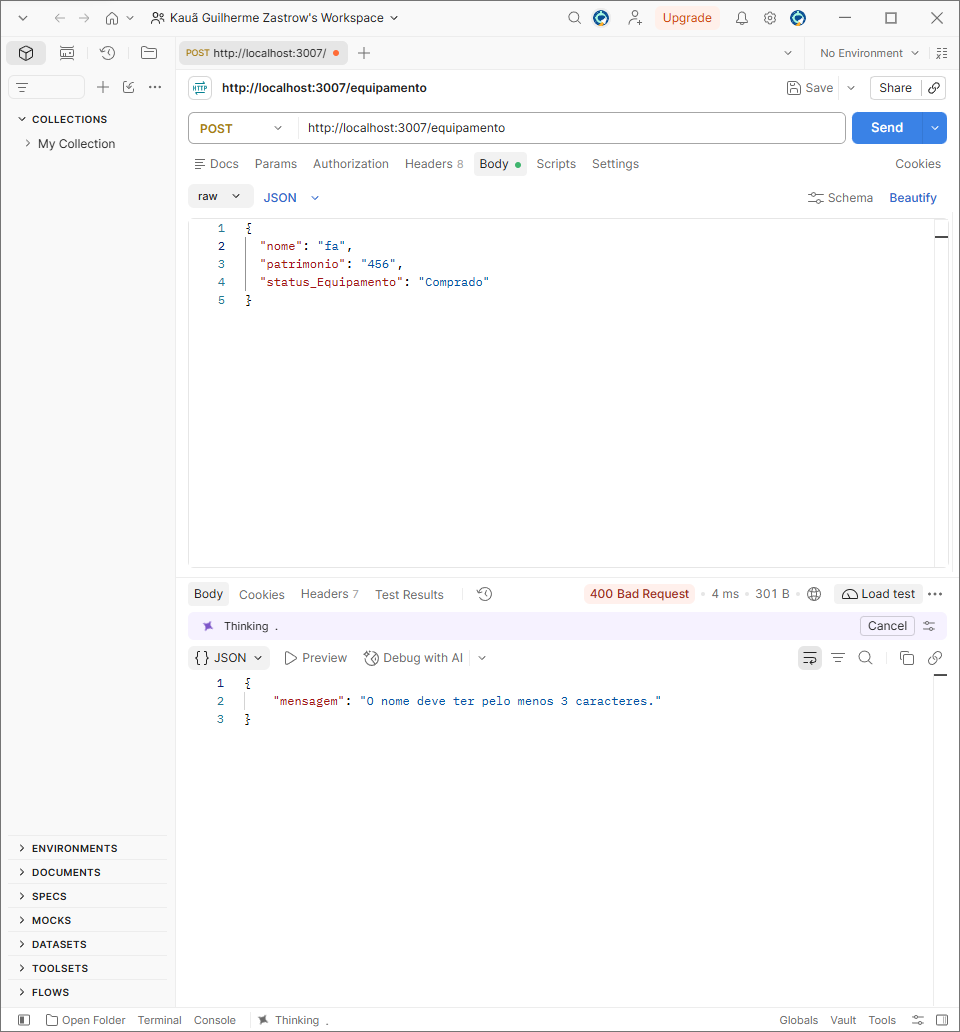 Kauã Guilherme Zastrow's Workspace
Upgrade
POST http://localhost:3007/
No Environment
HTTP http://localhost:3007/equipamento
Save
Share
POST
http://localhost:3007/equipamento
Send
Docs
Params
Authorization
Headers 8
Body
Scripts
Settings
Cookies
raw
JSON
Schema
Beautify
1 {
2 "nome": "fa",
3 "patrimonio": "456",
4 "status_Equipamento": "Comprado"
5 }
COLLECTIONS
My Collection
Body
Cookies
Headers 7
Test Results
400 Bad Request
4 ms
301 B
Load test
Thinking .
Cancel
{} JSON
Preview
Debug with AI
1 {
2 "mensagem": "O nome deve ter pelo menos 3 caracteres."
3 }
ENVIRONMENTS
DOCUMENTS
SPECS
MOCKS
DATASETS
TOOLSETS
FLOWS
Open Folder
Terminal
Console
Thinking .
Globals
Vault
Tools